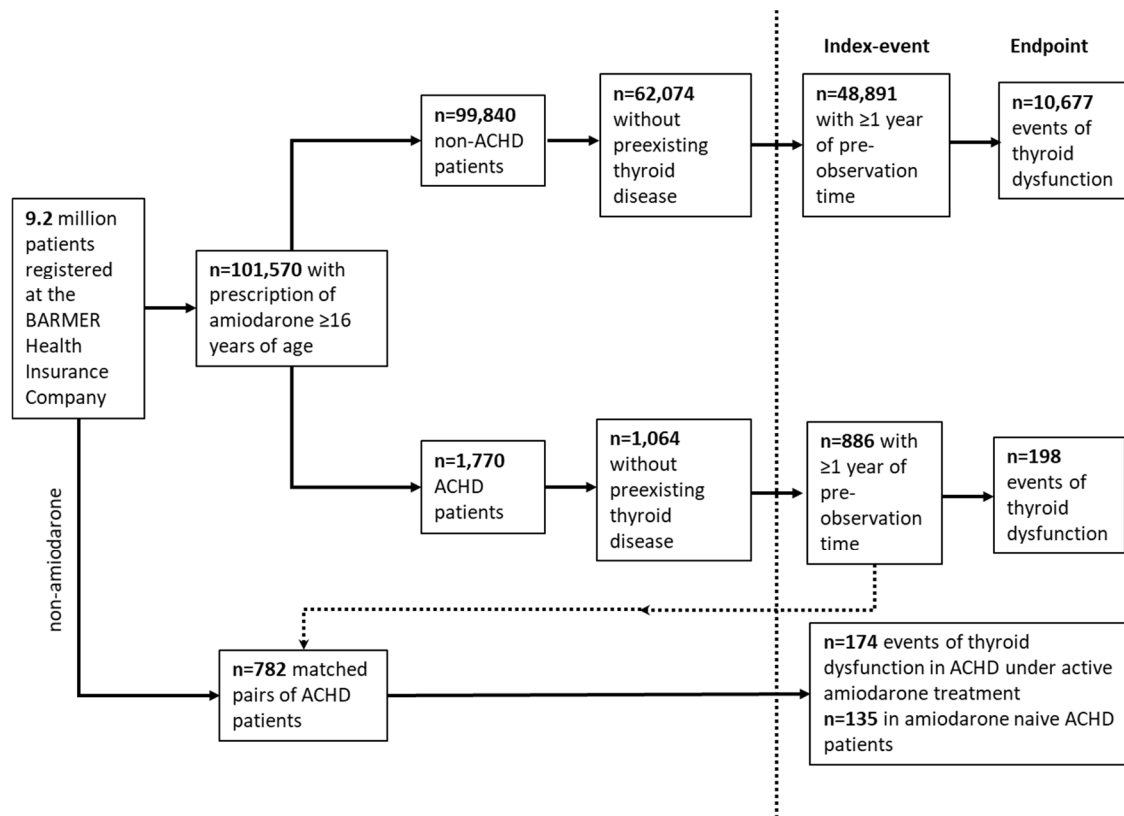 Index-event
Endpoint
n=99,840
non-ACHD
patients
n=62,074
without
preexisting
thyroid
disease
n=48,891
with ≥1 year
of pre-
observation
time
n=10,677
events of
thyroid
dysfunction
9.2 million
patients
registered
at the
BARMER
Health
Insurance
Company
n=101,570 with
prescription of
amiodarone ≥16
years of age
n=1,770
ACHD
patients
n=1,064
without
preexisting
thyroid
disease
n=886 with
≥1 year of
pre-
observation
time
n=198
events of
thyroid
dysfunction
non-amiodarone
n=782 matched
pairs of ACHD
patients
n=174 events of thyroid
dysfunction in ACHD under active
amiodarone treatment
n=135 in amiodarone naive ACHD
patients